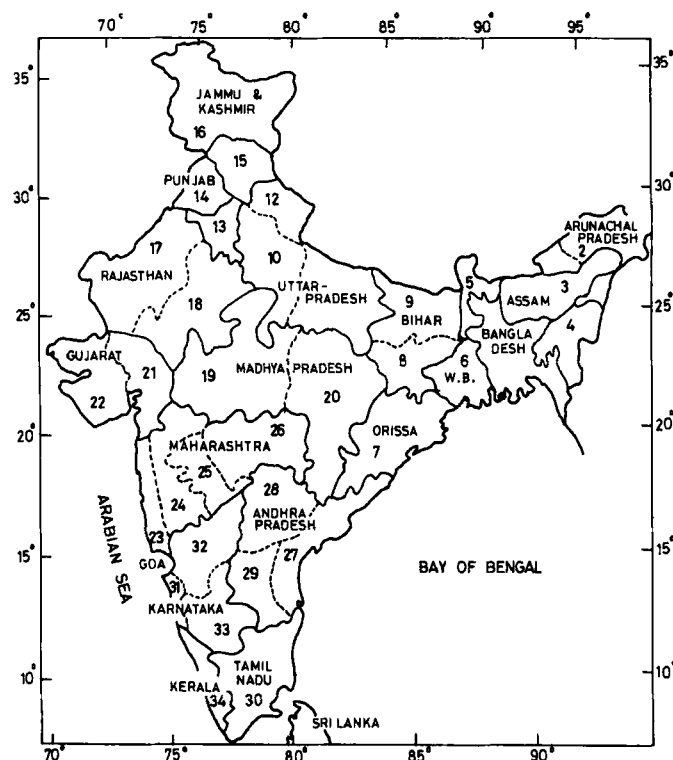 70° 75° 80° 85° 90° 95°
35° 35°
JAMMU &
KASHMIR
16
15
PUNJAB
14
12
30° 30°
13
17
ARUNACHAL
PRADESH
2
10
RAJASTHAN
UTTAR-
PRADESH
5
3
ASSAM
9
BIHAR
18
4
25° 25°
BANGLA
DESH
GUJARAT
21
19
MADHYA PRADESH
8
6
W.B.
22
20
ORISSA
7
20° 20°
26
MAHARASHTRA
25
28
24
ANDHRA
PRADESH
ARABIAN SEA
23
32
27
15° 15°
GOA
29
BAY OF BENGAL
31
KARNATAKA
33
10° 10°
TAMIL
NADU
KERALA
34
30
SRI LANKA
70° 75° 80° 85° 90°